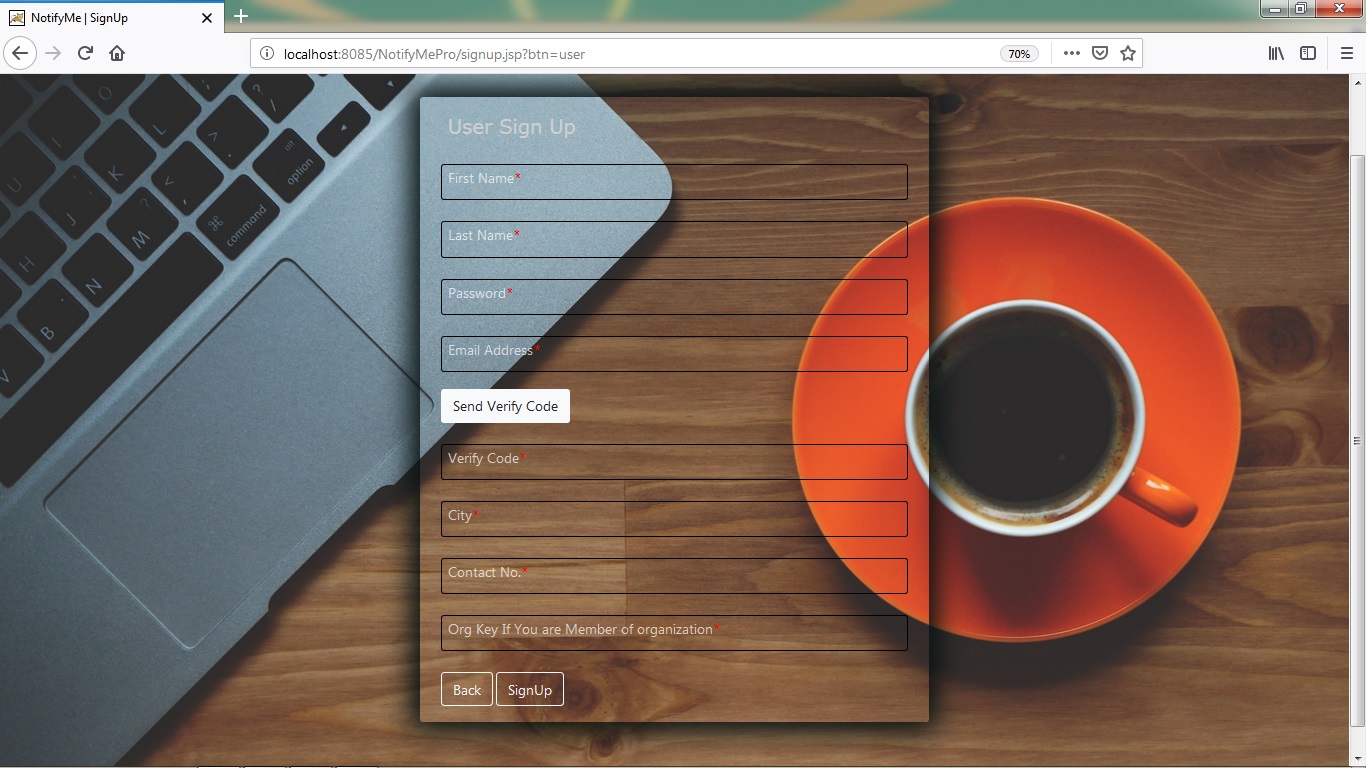 NotifyMe | SignUp
localhost:8085/NotifyMePro/signup.jsp?btn=user
70%
User Sign Up
First Name*
Last Name*
Password*
Email Address*
Send Verify Code
Verify Code*
City*
Contact No.*
Org Key If You are Member of organization*
Back
SignUp
I
L
>
.
?
/
alt
option
U
K
<
,
J
?
M
⌘
command
H
N
B
V